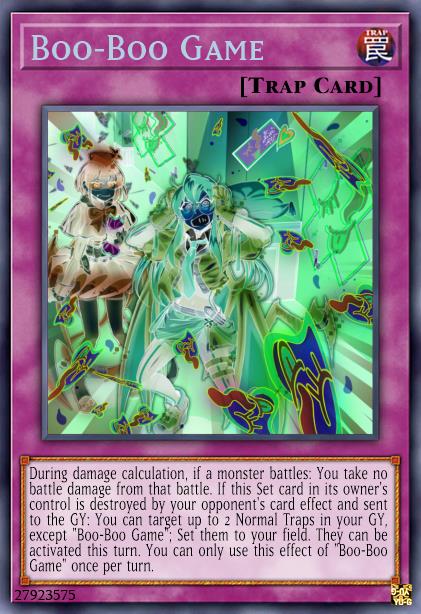 Boo-Boo Game
TRAP
罠
[Trap Card]
During damage calculation, if a monster battles: You take no
battle damage from that battle. If this Set card in its owner's
control is destroyed by your opponent's card effect and sent
to the GY: You can target up to 2 Normal Traps in your GY,
except "Boo-Boo Game"; Set them to your field. They can be
activated this turn. You can only use this effect of "Boo-Boo
Game" once per turn.
27923575